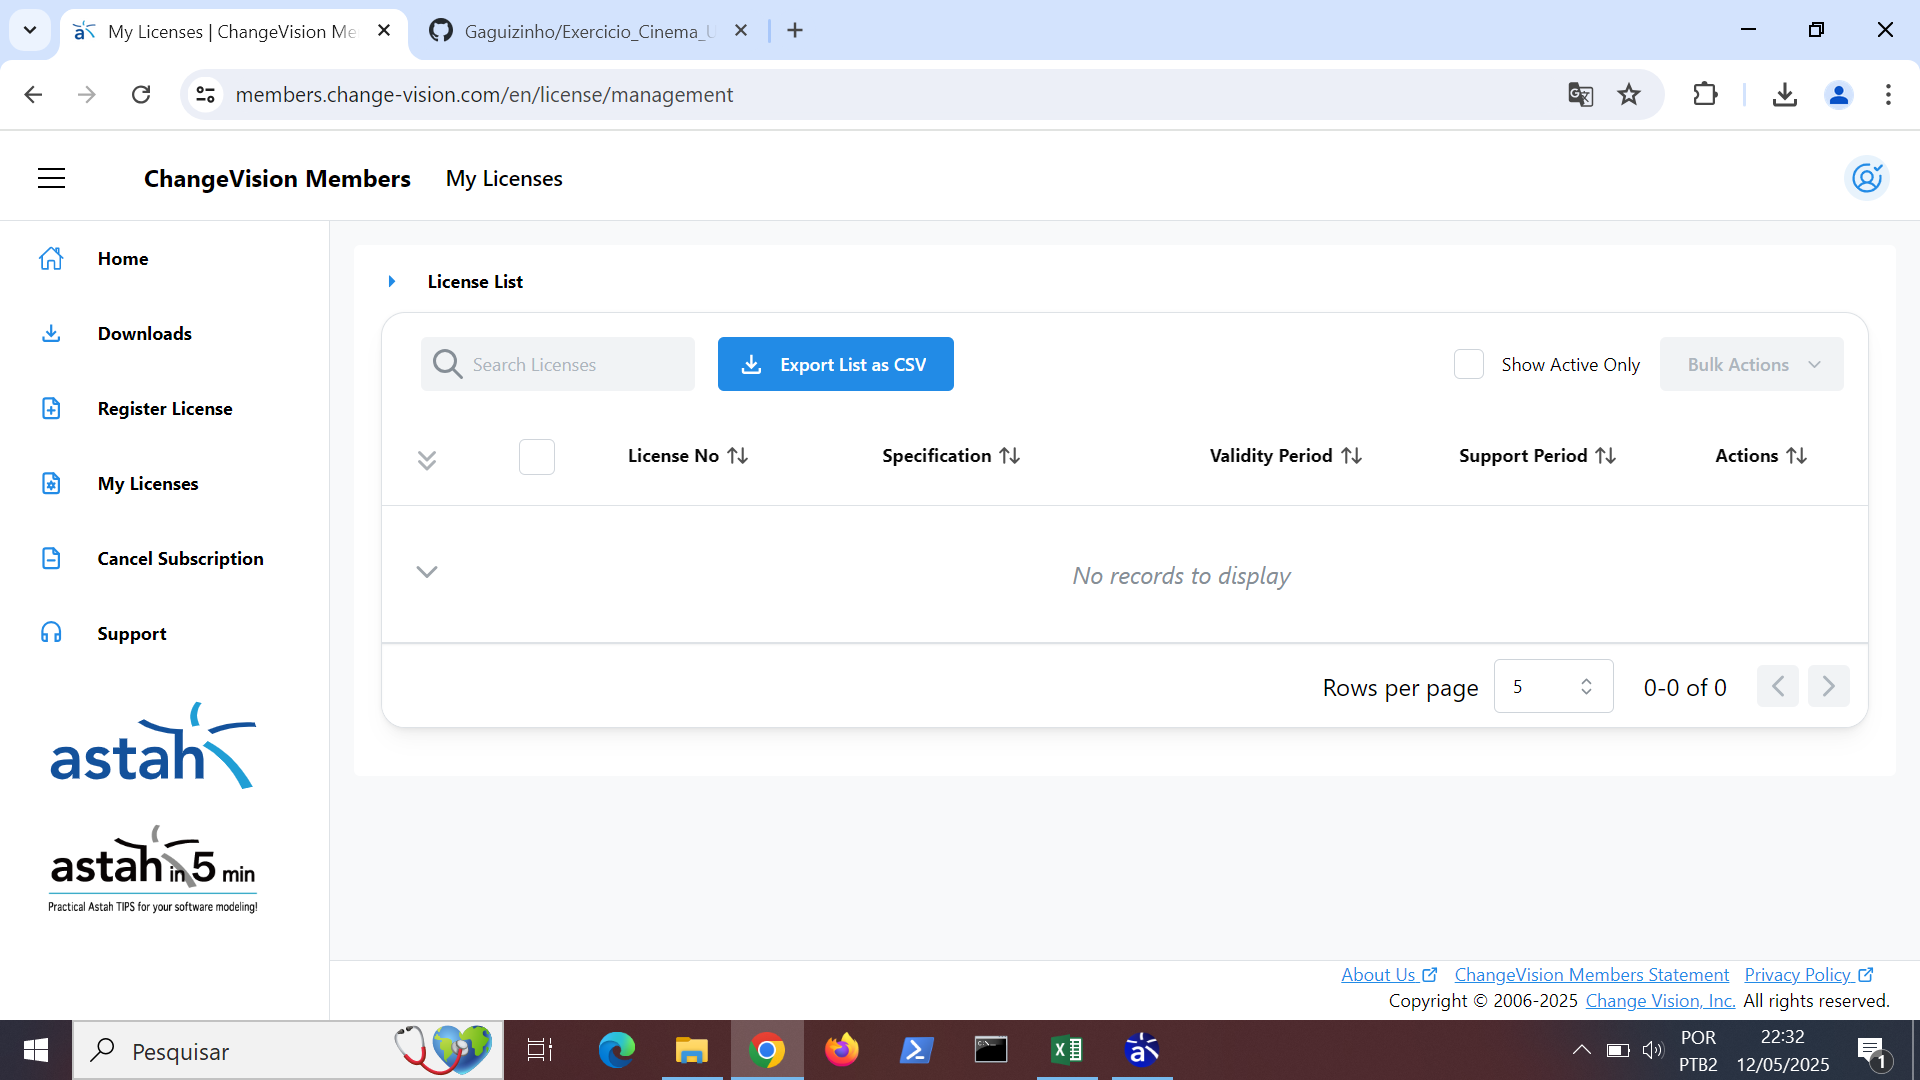 My Licenses | ChangeVision Me
Gaguizinho/Exercicio_Cinema_U
members.change-vision.com/en/license/management
ChangeVision Members
My Licenses
Home
Downloads
Register License
My Licenses
Cancel Subscription
Support
astah
astah in 5 min
Practical Astah TIPS for your software modeling!
License List
Search Licenses
Export List as CSV
Show Active Only
Bulk Actions
License No
Specification
Validity Period
Support Period
Actions
No records to display
Rows per page
5
0-0 of 0
About Us
ChangeVision Members Statement
Privacy Policy
Copyright © 2006-2025 Change Vision, Inc. All rights reserved.
Pesquisar
POR
PTB2
22:32
12/05/2025
1